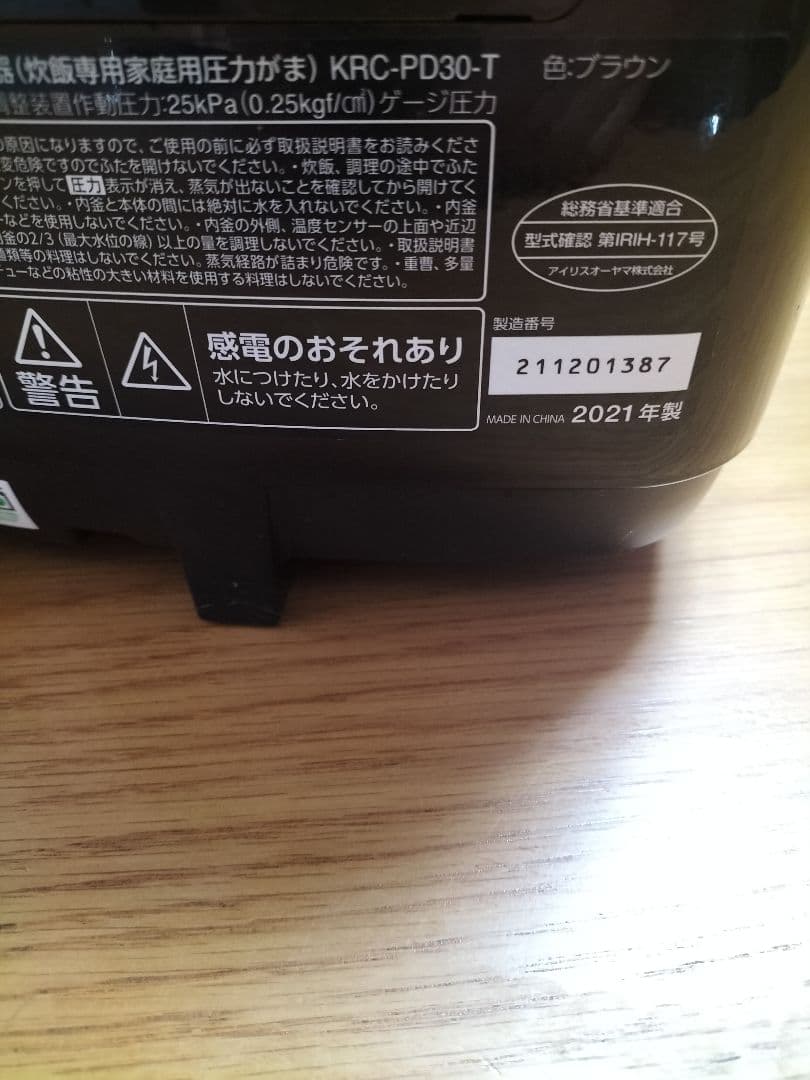 器(炊飯専用家庭用圧力がま) KRC-PD30-T 色:ブラウン
調整装置作動圧力:25kPa(0.25kgf/c㎡)ゲージ圧力
の原因になりますので、ご使用の前に必ず取扱説明書をお読みくださ
変危険ですのでふたを開けないでください。・炊飯、調理の途中でふた
ンを押して圧力表示が消え、蒸気が出ないことを確認してから開けてく
ください。・内釜と本体の間には絶対に水を入れないでください。・内釜
などを使用しないでください。・内釜の外側、温度センサーの上面や近辺
釜の2/3(最大水位の線)以上の量を調理しないでください。・取扱説明書
種類等の料理はしないでください。蒸気経路が詰まり危険です。・重曹、多量
チューなどの粘性の大きい材料を使用する料理はしないでください。
総務省基準適合
型式確認 第IRIH-117号
アイリスオーヤマ株式会社
警告
感電のおそれあり
水につけたり、水をかけたり
しないでください。
製造番号
211201387
MADE IN CHINA 2021年製